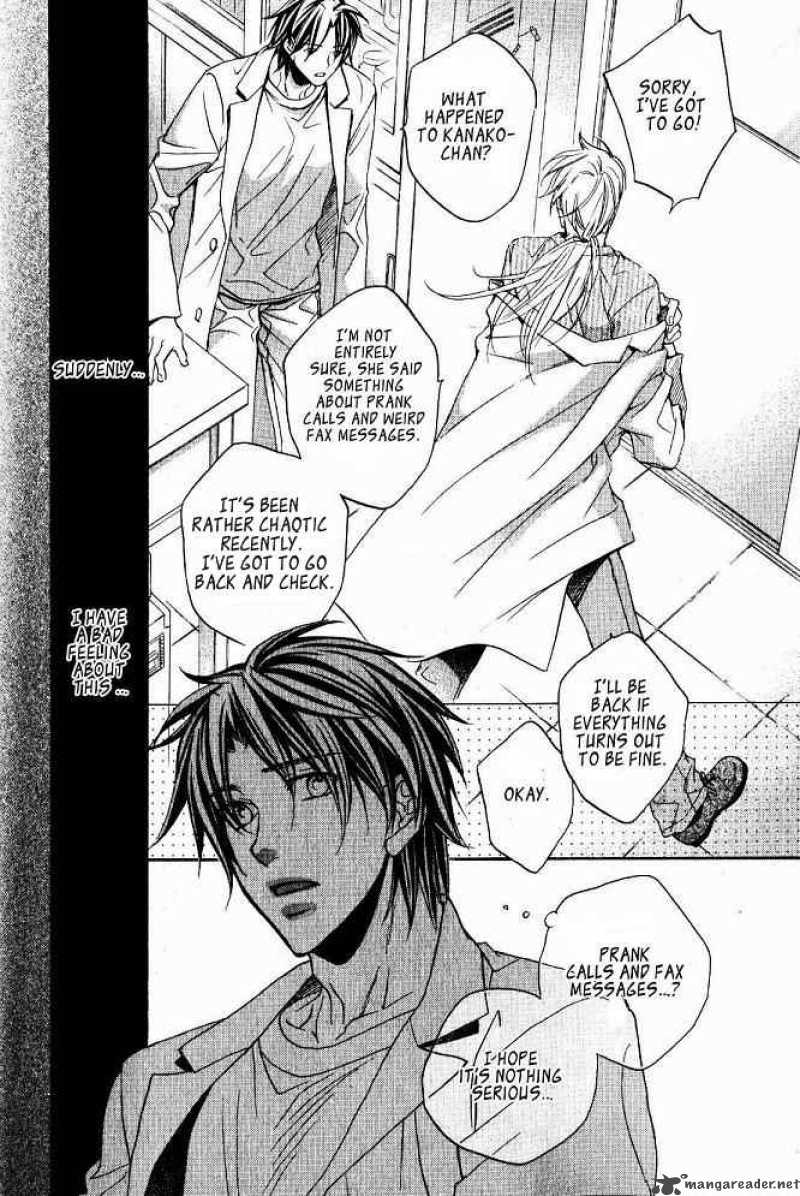 SORRY,
I'VE GOT
TO GO!
WHAT
HAPPENED
TO KANAKO-
CHAN?
I'M NOT
ENTIRELY
SURE, SHE SAID
SOMETHING
ABOUT PRANK
CALLS AND WEIRD
FAX MESSAGES.
IT'S BEEN
RATHER CHAOTIC
RECENTLY.
I'VE GOT TO GO
BACK AND CHECK.
I'LL BE
BACK IF
EVERYTHING
TURNS OUT
TO BE FINE.
OKAY.
PRANK
CALLS AND FAX
MESSAGES...?
I HOPE
IT'S NOTHING
SERIOUS...
SUDDENLY...
I HAVE
A BAD
FEELING
ABOUT
THIS ...
mangareader.net